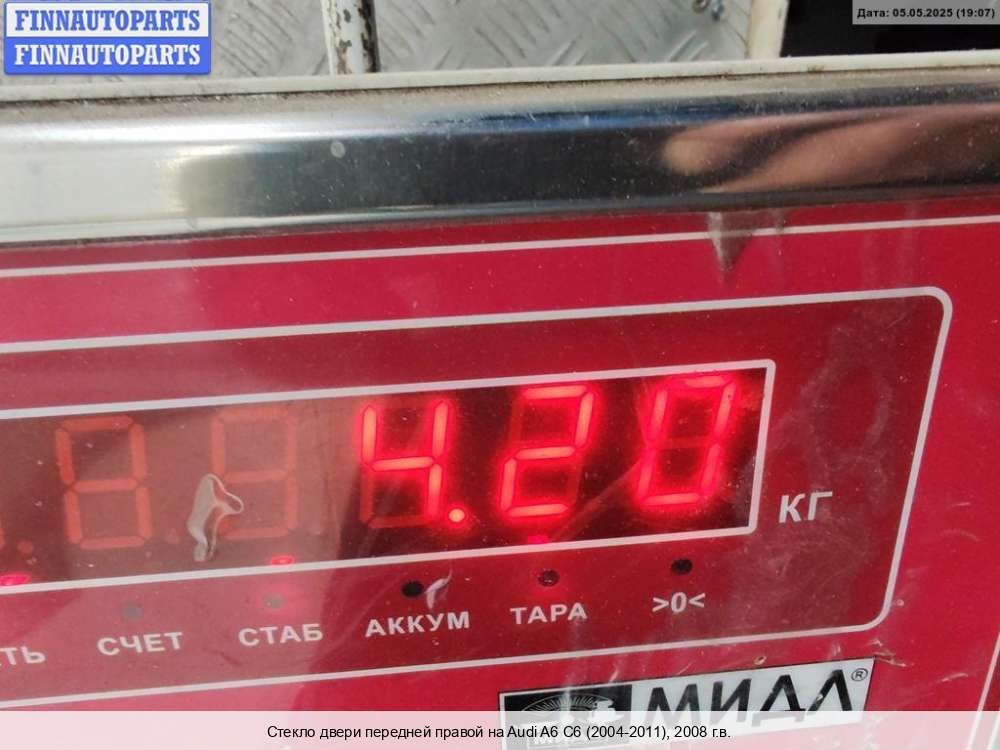 FINNAUTOPARTS
FINNAUTOPARTS
Дата: 05.05.2025 (19:07)
4.20
КГ
ТЬ СЧЕТ СТАБ АККУМ ТАРА >0<
МИДЛ®
Стекло двери передней правой на Audi A6 C6 (2004-2011), 2008 г.в.